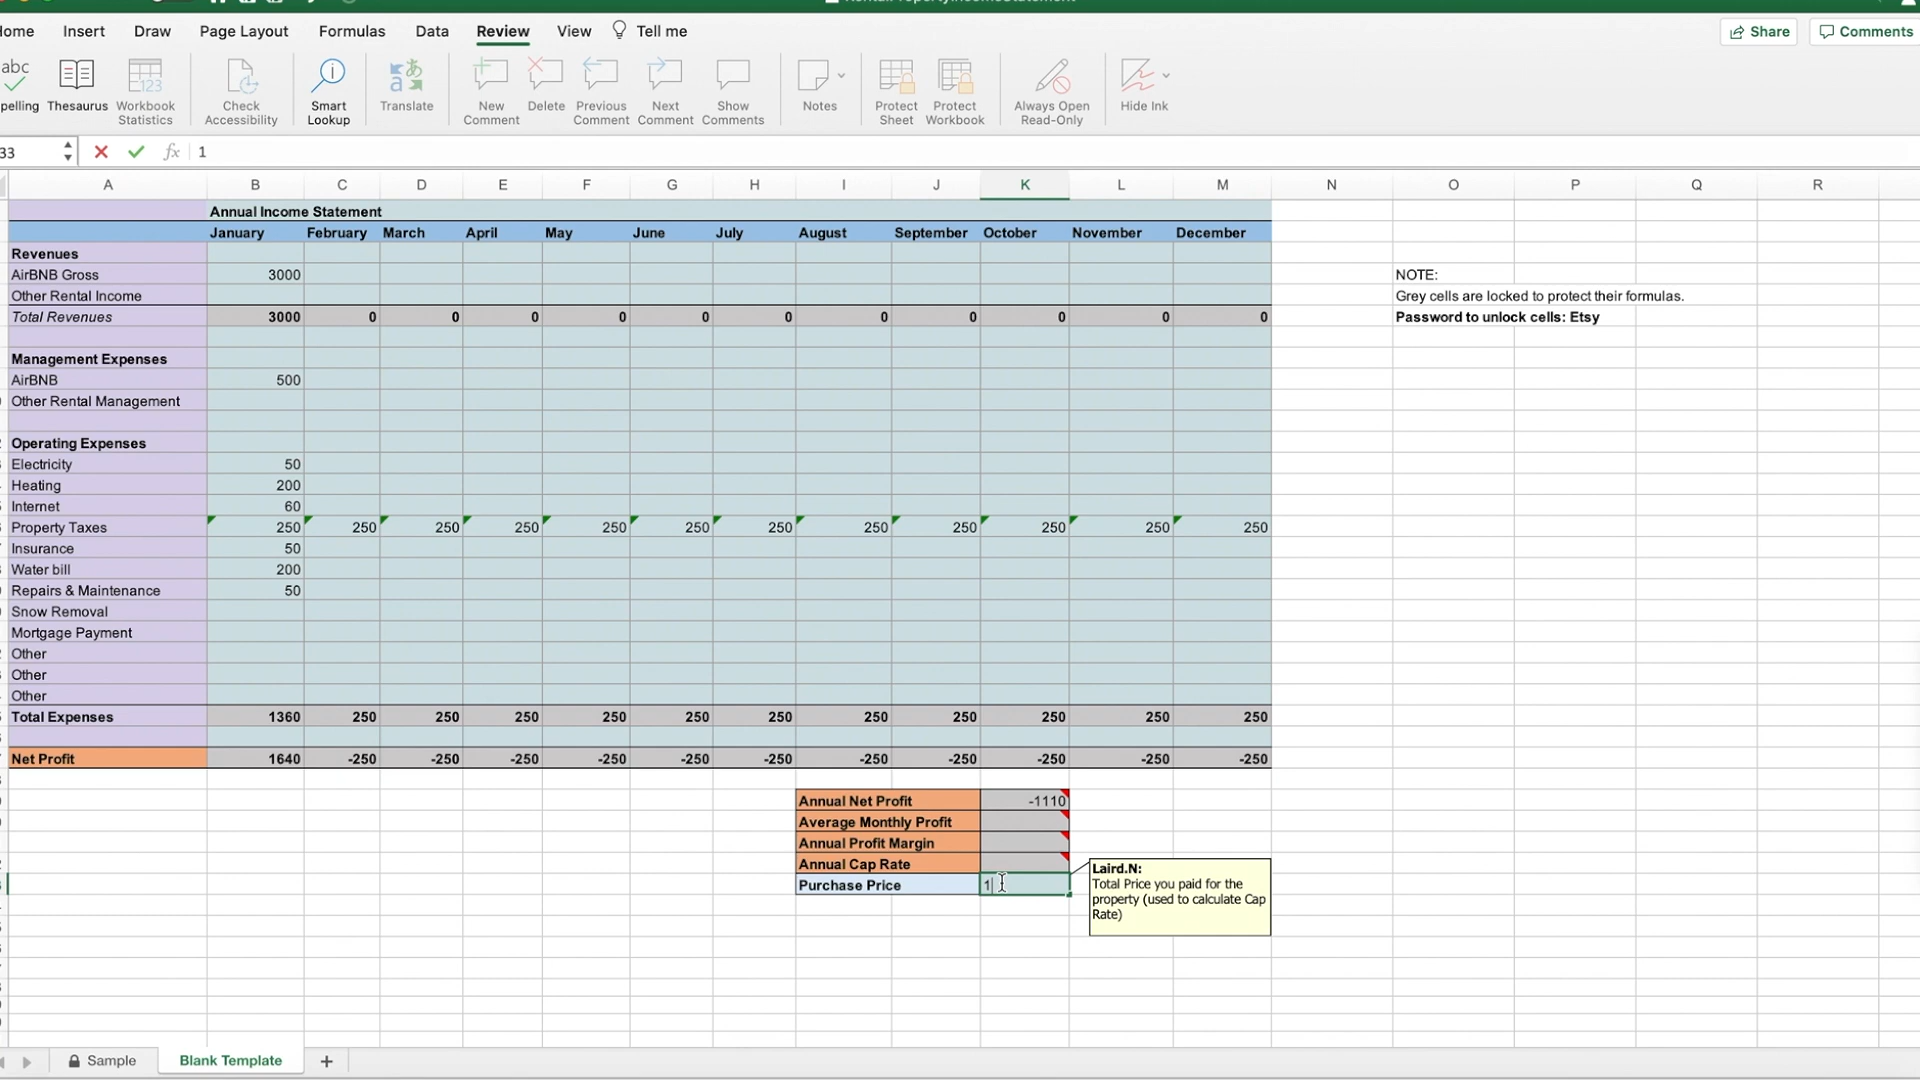 Insert Draw Page Layout Formulas Data Review View Tell me Share Comments
abc 123
Thesaurus Workbook Statistics Check Accessibility Smart Lookup Translate New Comment Delete Previous Comment Next Comment Show Comments Notes Protect Sheet Protect Workbook Always Open Read-Only Hide Ink
33 fx 1
A B C D E F G H I J K L M N O P Q R
Annual Income Statement
January February March April May June July August September October November December
Revenues
AirBNB Gross 3000 NOTE:
Other Rental Income Grey cells are locked to protect their formulas.
Total Revenues 3000 0 0 0 0 0 0 0 0 0 0 0 Password to unlock cells: Etsy
Management Expenses
AirBNB 500
Other Rental Management
Operating Expenses
Electricity 50
Heating 200
Internet 60
Property Taxes 250 250 250 250 250 250 250 250 250 250 250 250
Insurance 50
Water bill 200
Repairs & Maintenance 50
Snow Removal
Mortgage Payment
Other
Other
Other
Total Expenses 1360 250 250 250 250 250 250 250 250 250 250 250
Net Profit 1640 -250 -250 -250 -250 -250 -250 -250 -250 -250 -250 -250
Annual Net Profit -1110
Average Monthly Profit
Annual Profit Margin
Annual Cap Rate
Purchase Price 1
Laird.N:
Total Price you paid for the
property (used to calculate Cap
Rate)
Sample Blank Template +